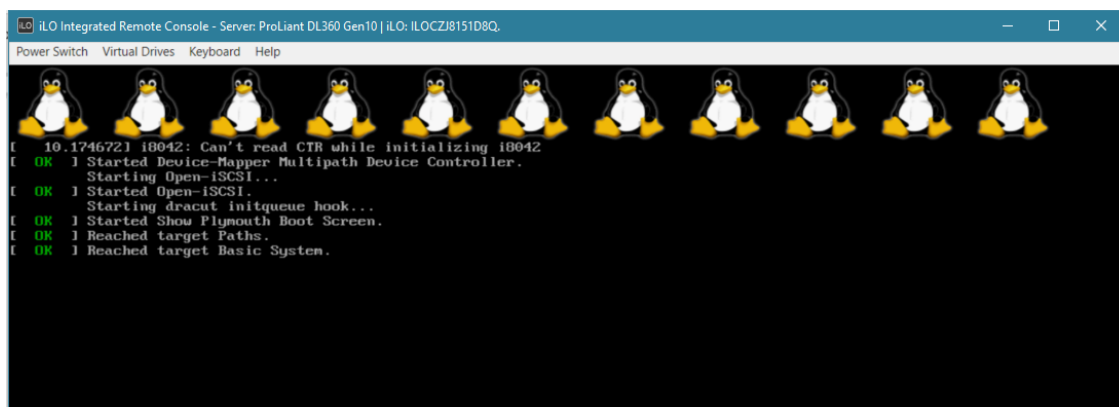 iLO iLO Integrated Remote Console - Server: ProLiant DL360 Gen10 | iLO: ILOCZJ8151D8Q.
Power Switch Virtual Drives Keyboard Help
[   10.174672] i8042: Can't read CTR while initializing i8042
[  OK  ] Started Device-Mapper Multipath Device Controller.
Starting Open-iSCSI...
[  OK  ] Started Open-iSCSI.
Starting dracut initqueue hook...
[  OK  ] Started Show Plymouth Boot Screen.
[  OK  ] Reached target Paths.
[  OK  ] Reached target Basic System.